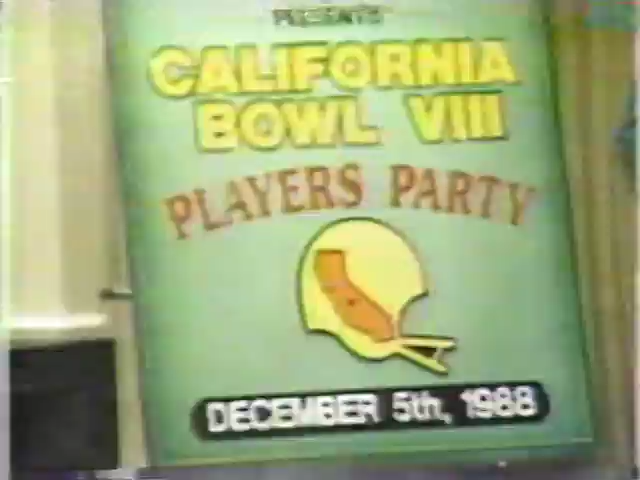 PRESENTS
CALIFORNIA
BOWL VIII
PLAYERS PARTY
DECEMBER 5th, 1988